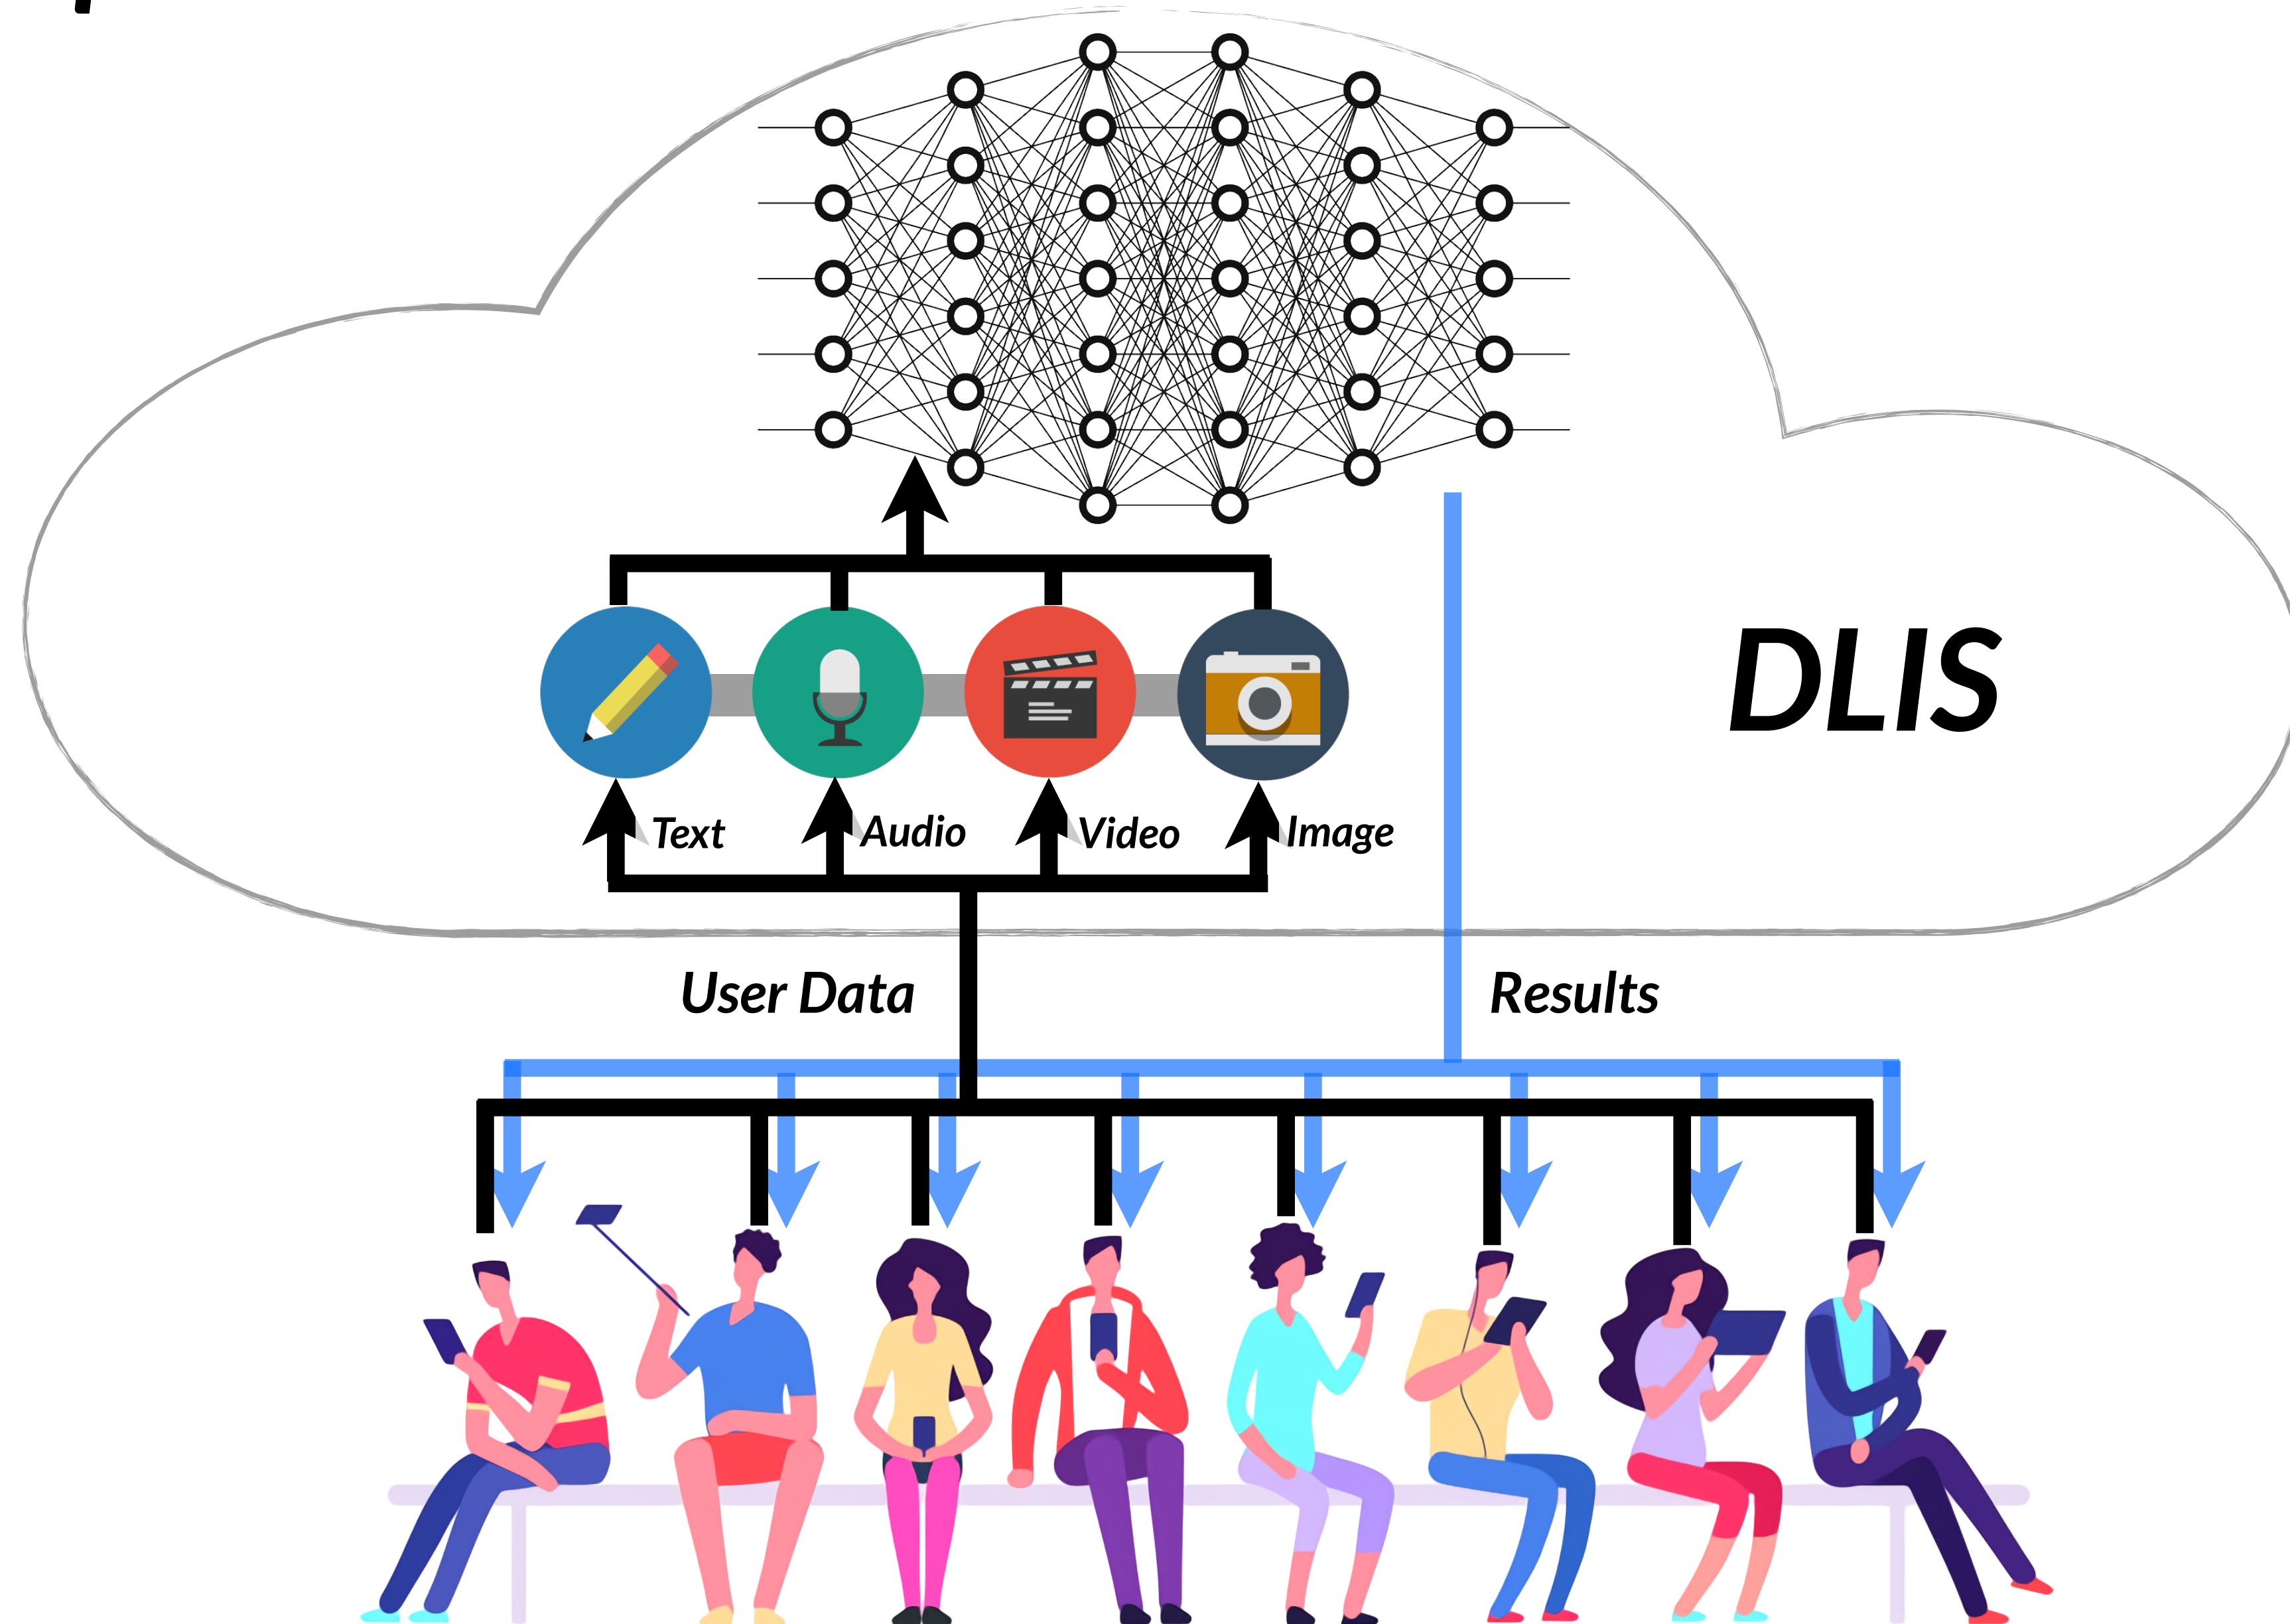 DLIS
Text
Audio
Video
Image
User Data
Results